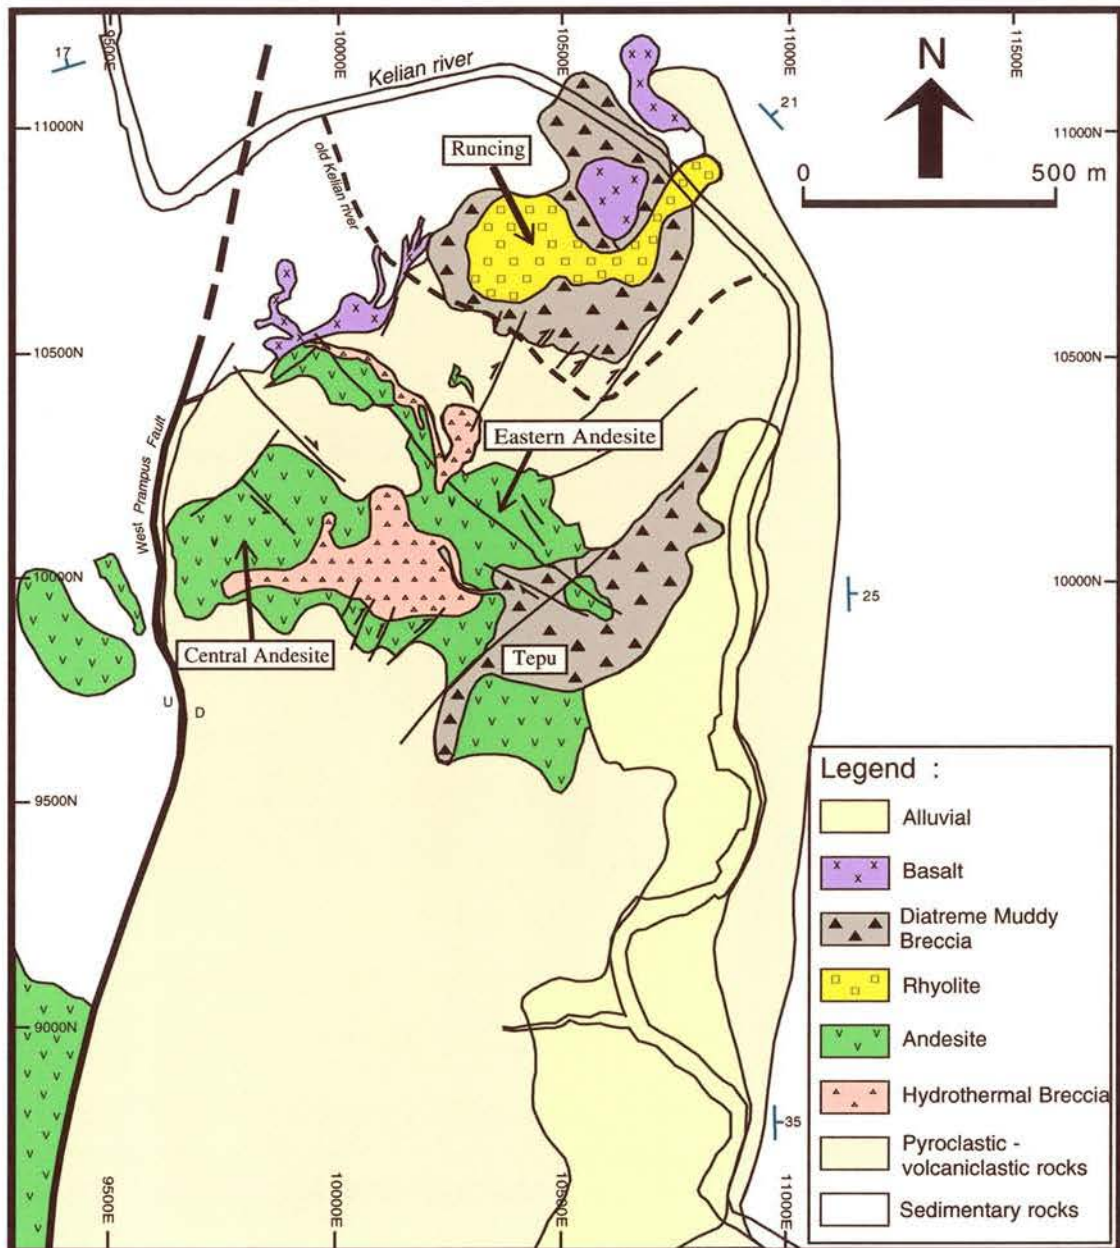 9500E
10000E
10500E
11000E
11500E
17
Kelian river
N
21
11000N
11000N
Runcing
old Kelian river
0
500 m
10500N
10500N
West Prampus Fault
Eastern Andesite
10000N
10000N
25
Central Andesite
Tepu
U
D
Legend :
9500N
Alluvial
Basalt
Diatreme Muddy
Breccia
Rhyolite
9000N
Andesite
Hydrothermal Breccia
35
Pyroclastic -
volcaniclastic rocks
Sedimentary rocks
9500E
10000E
10500E
11000E